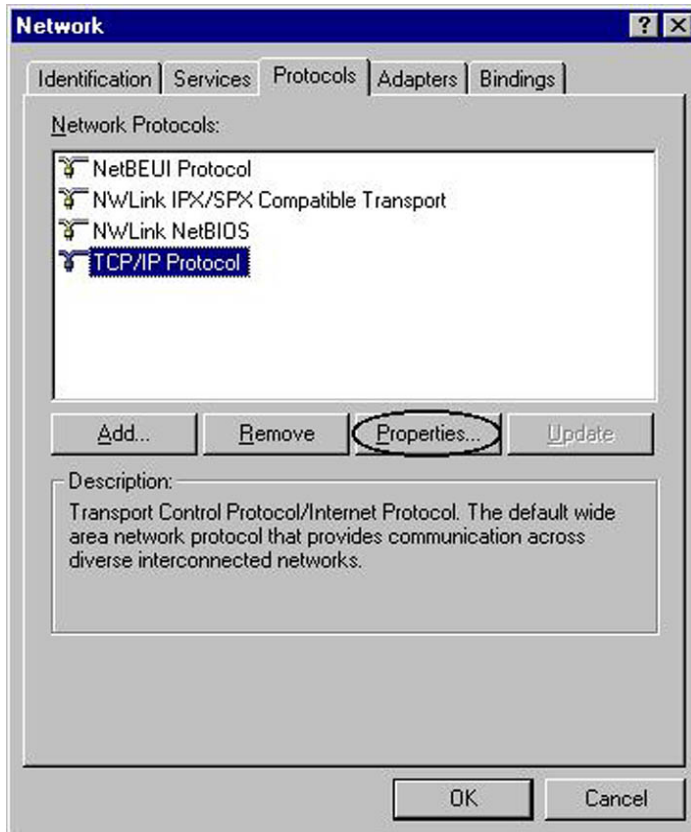 Network
Identification Services Protocols Adapters Bindings
Network Protocols:
NetBEUI Protocol
NWLink IPX/SPX Compatible Transport
NWLink NetBIOS
TCP/IP Protocol
Add... Remove Properties... Update
Description:
Transport Control Protocol/Internet Protocol. The default wide
area network protocol that provides communication across
diverse interconnected networks.
OK Cancel